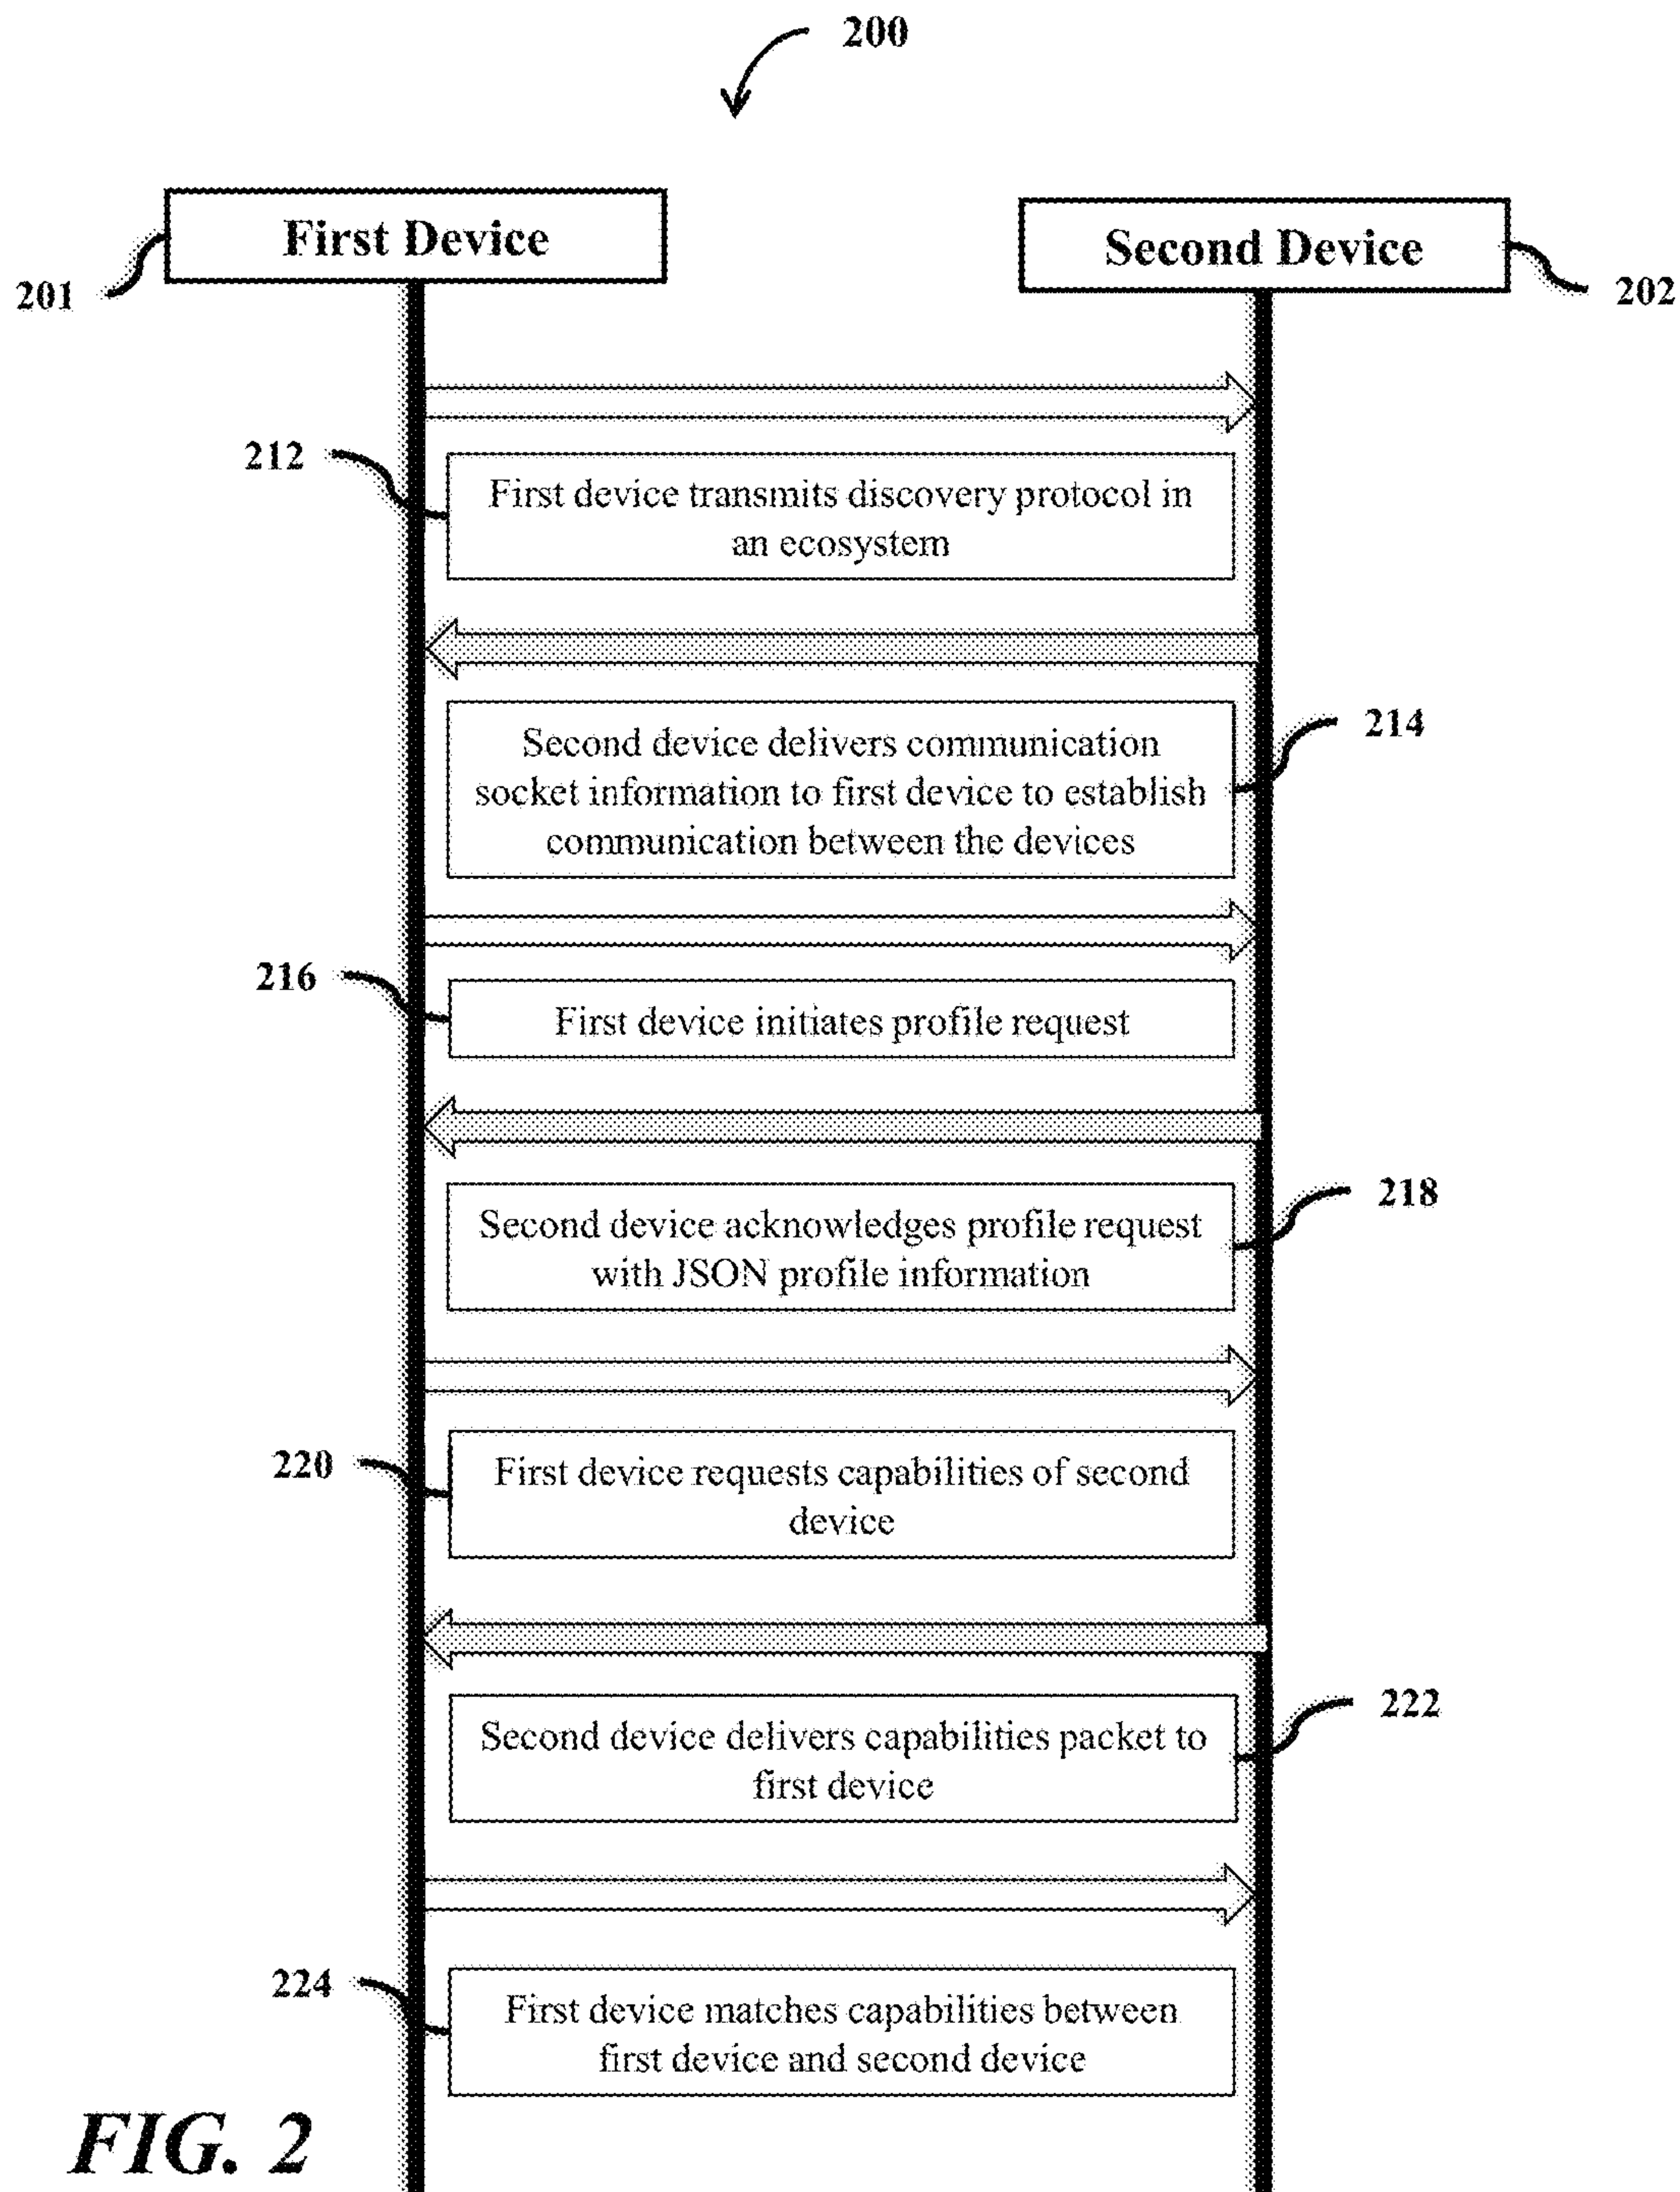 200
First Device
Second Device
201
202
212
First device transmits discovery protocol in
an ecosystem
214
Second device delivers communication
socket information to first device to establish
communication between the devices
216
First device initiates profile request
218
Second device acknowledges profile request
with JSON profile information
220
First device requests capabilities of second
device
222
Second device delivers capabilities packet to
first device
224
First device matches capabilities between
first device and second device
FIG. 2